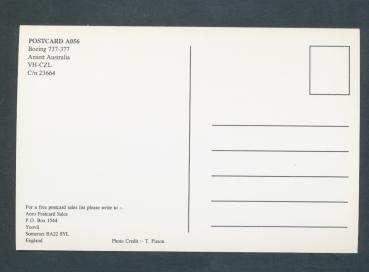 POSTCARD A056
Boeing 737-377
Ansett Australia
VH-CZL
C/n 23664
For a free postcard sales list please write to :-
Aero Postcard Sales
P.O. Box 1544
Yeovil
Somerset BA22 8YL
England
Photo Credit :- T. Pixson